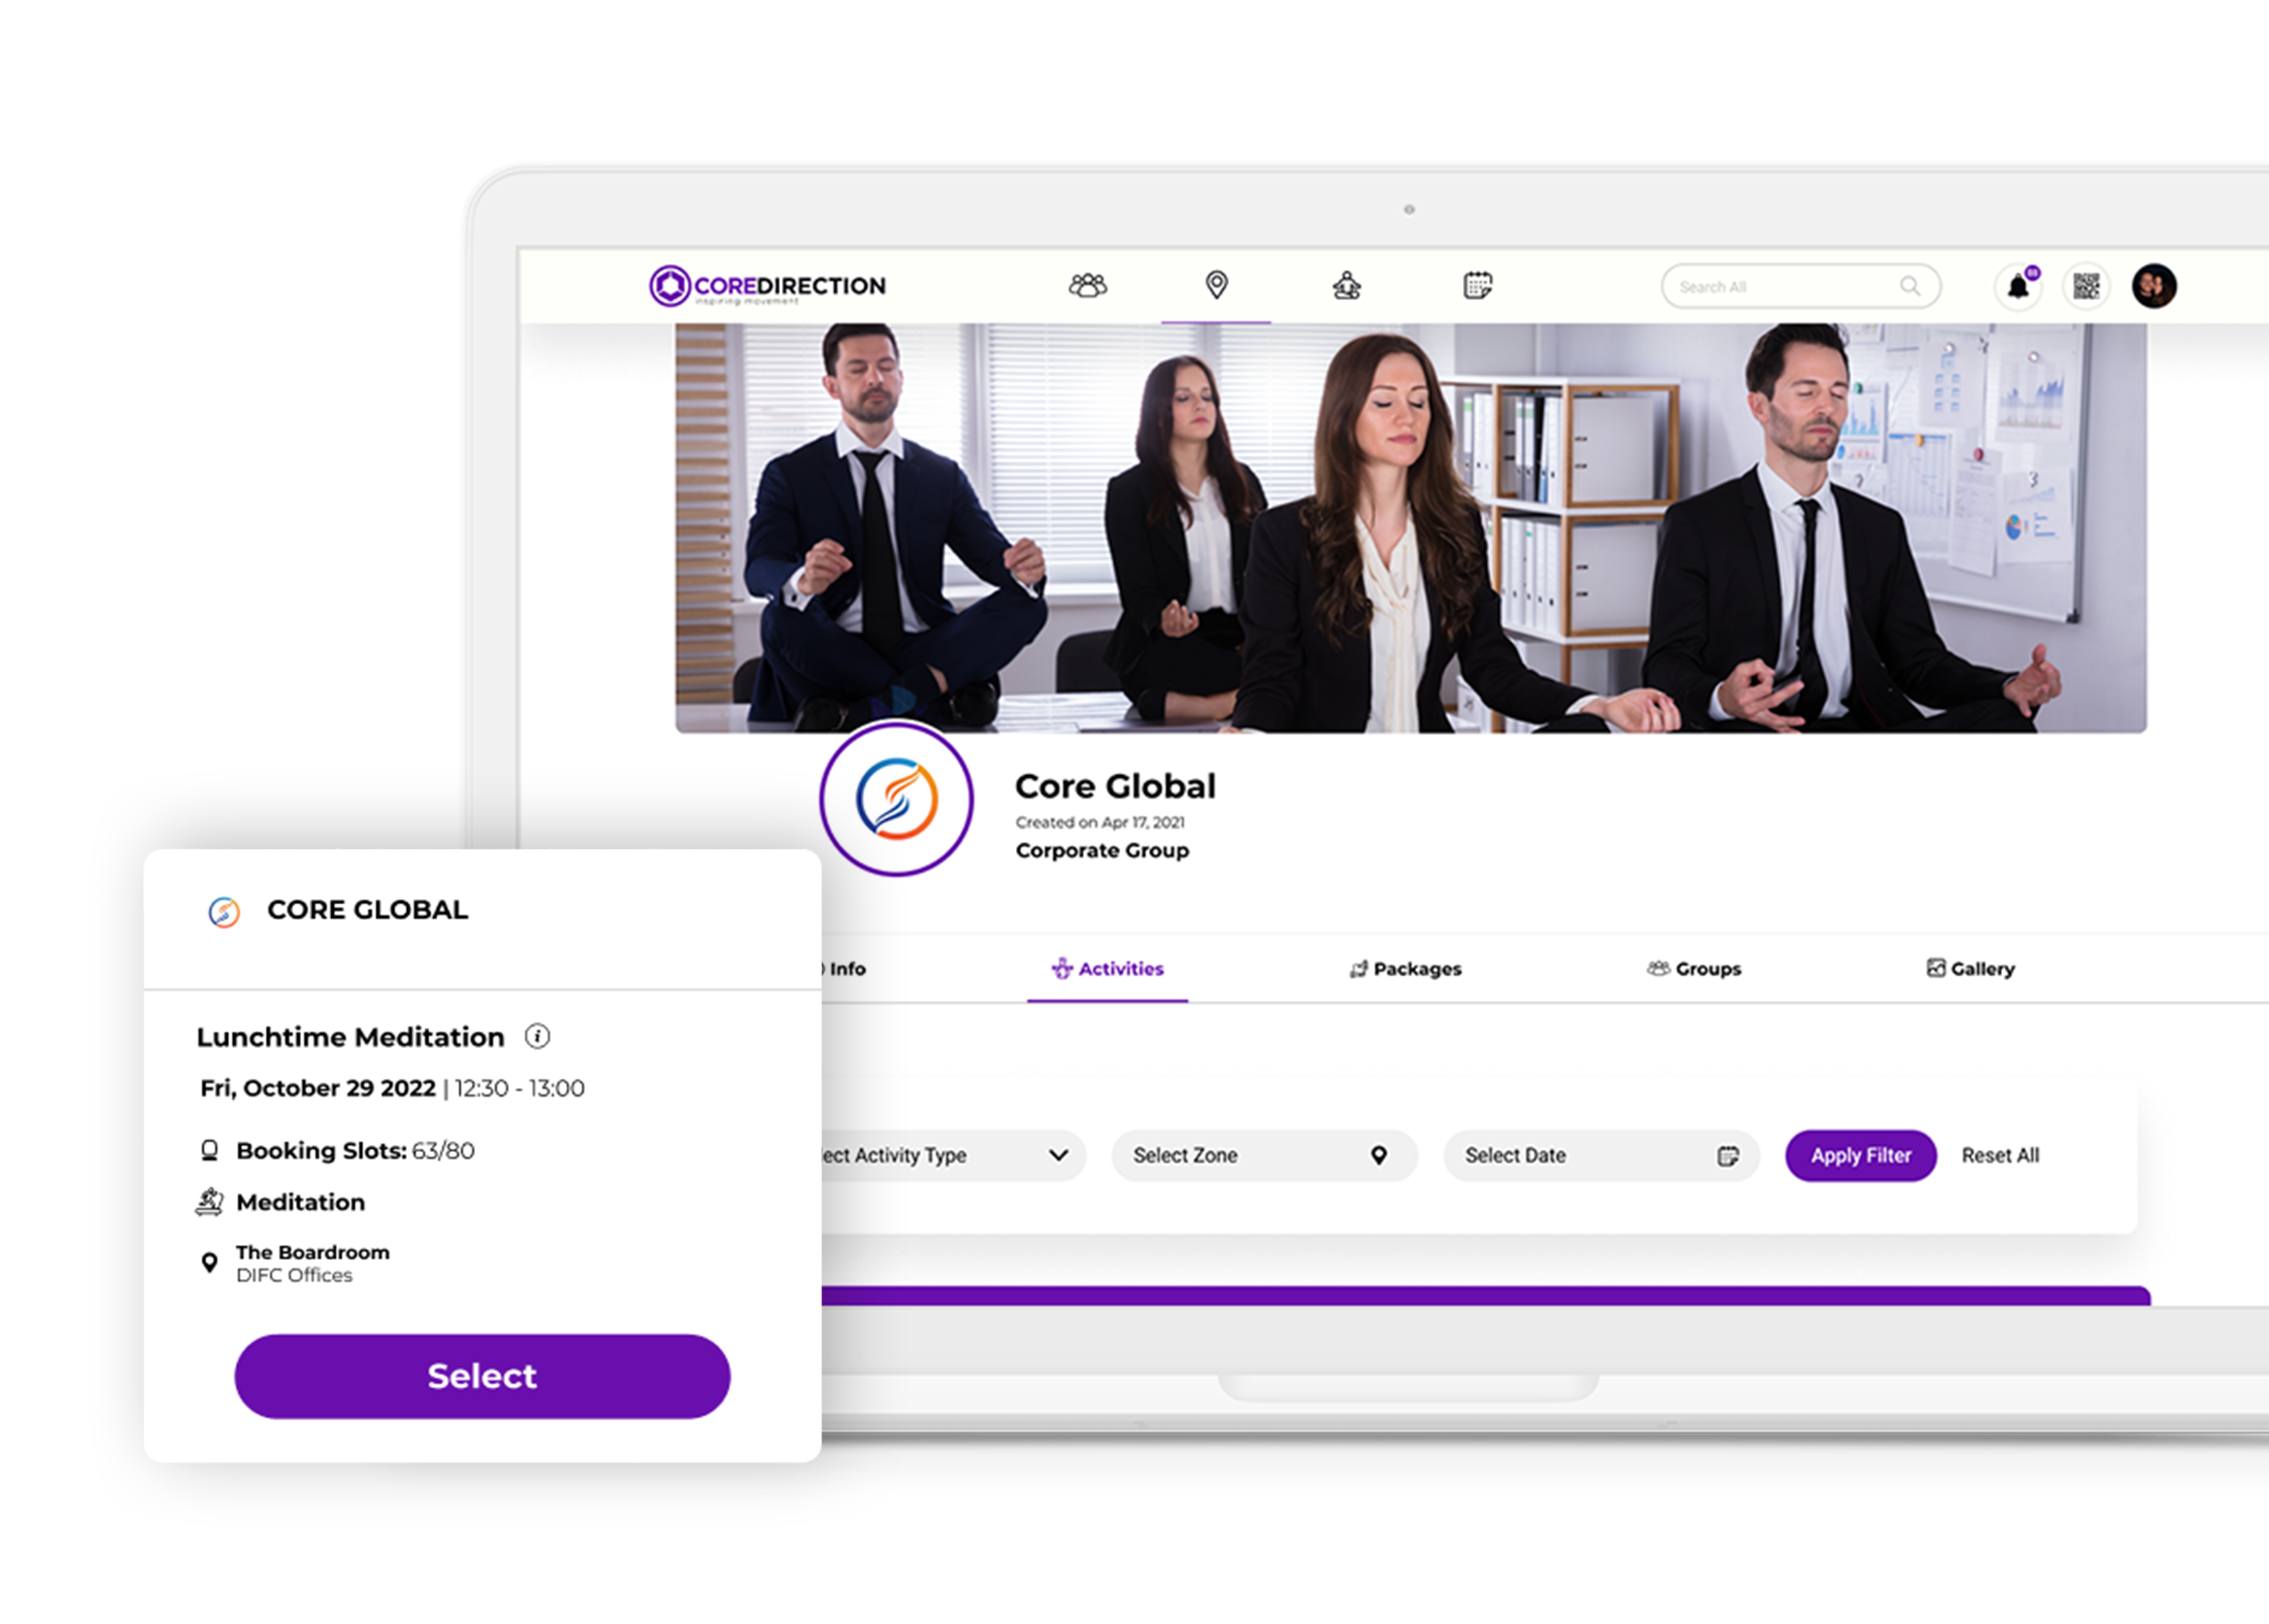 COREDIRECTION
inspiring movement
Search All
Core Global
Created on Apr 17, 2021
Corporate Group
Info
Activities
Packages
Groups
Gallery
ect Activity Type
Select Zone
Select Date
Apply Filter
Reset All
CORE GLOBAL
Lunchtime Meditation
Fri, October 29 2022 | 12:30 - 13:00
Booking Slots: 63/80
Meditation
The Boardroom
DIFC Offices
Select